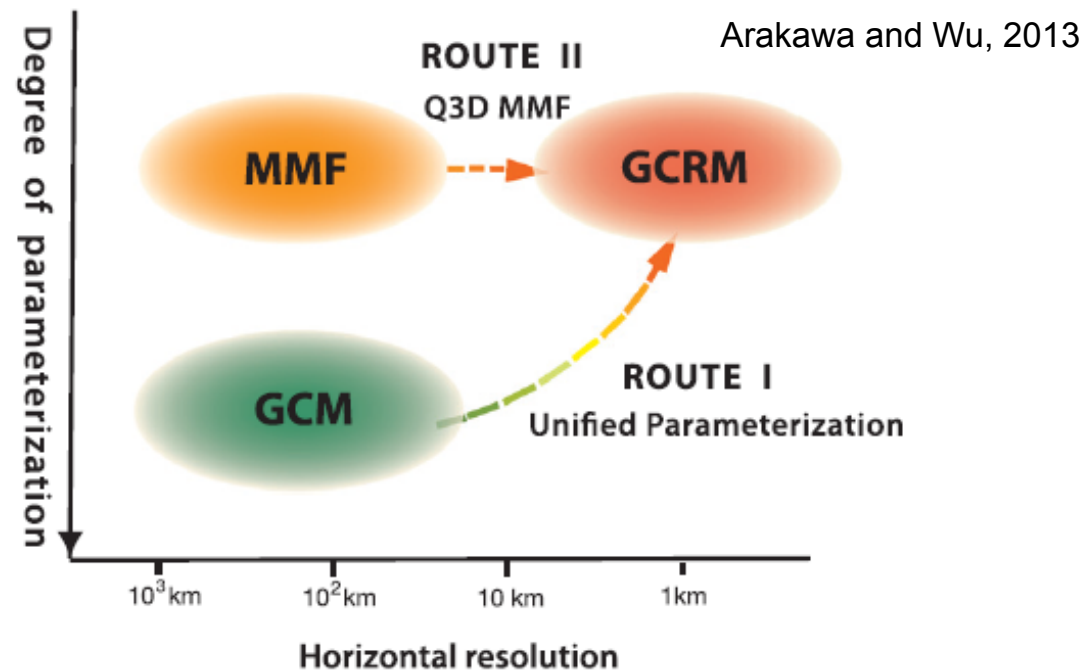 Arakawa and Wu, 2013
Degree of parameterization
ROUTE II
Q3D MMF
MMF
GCRM
GCM
ROUTE I
Unified Parameterization
10³km
10²km
10 km
1km
Horizontal resolution